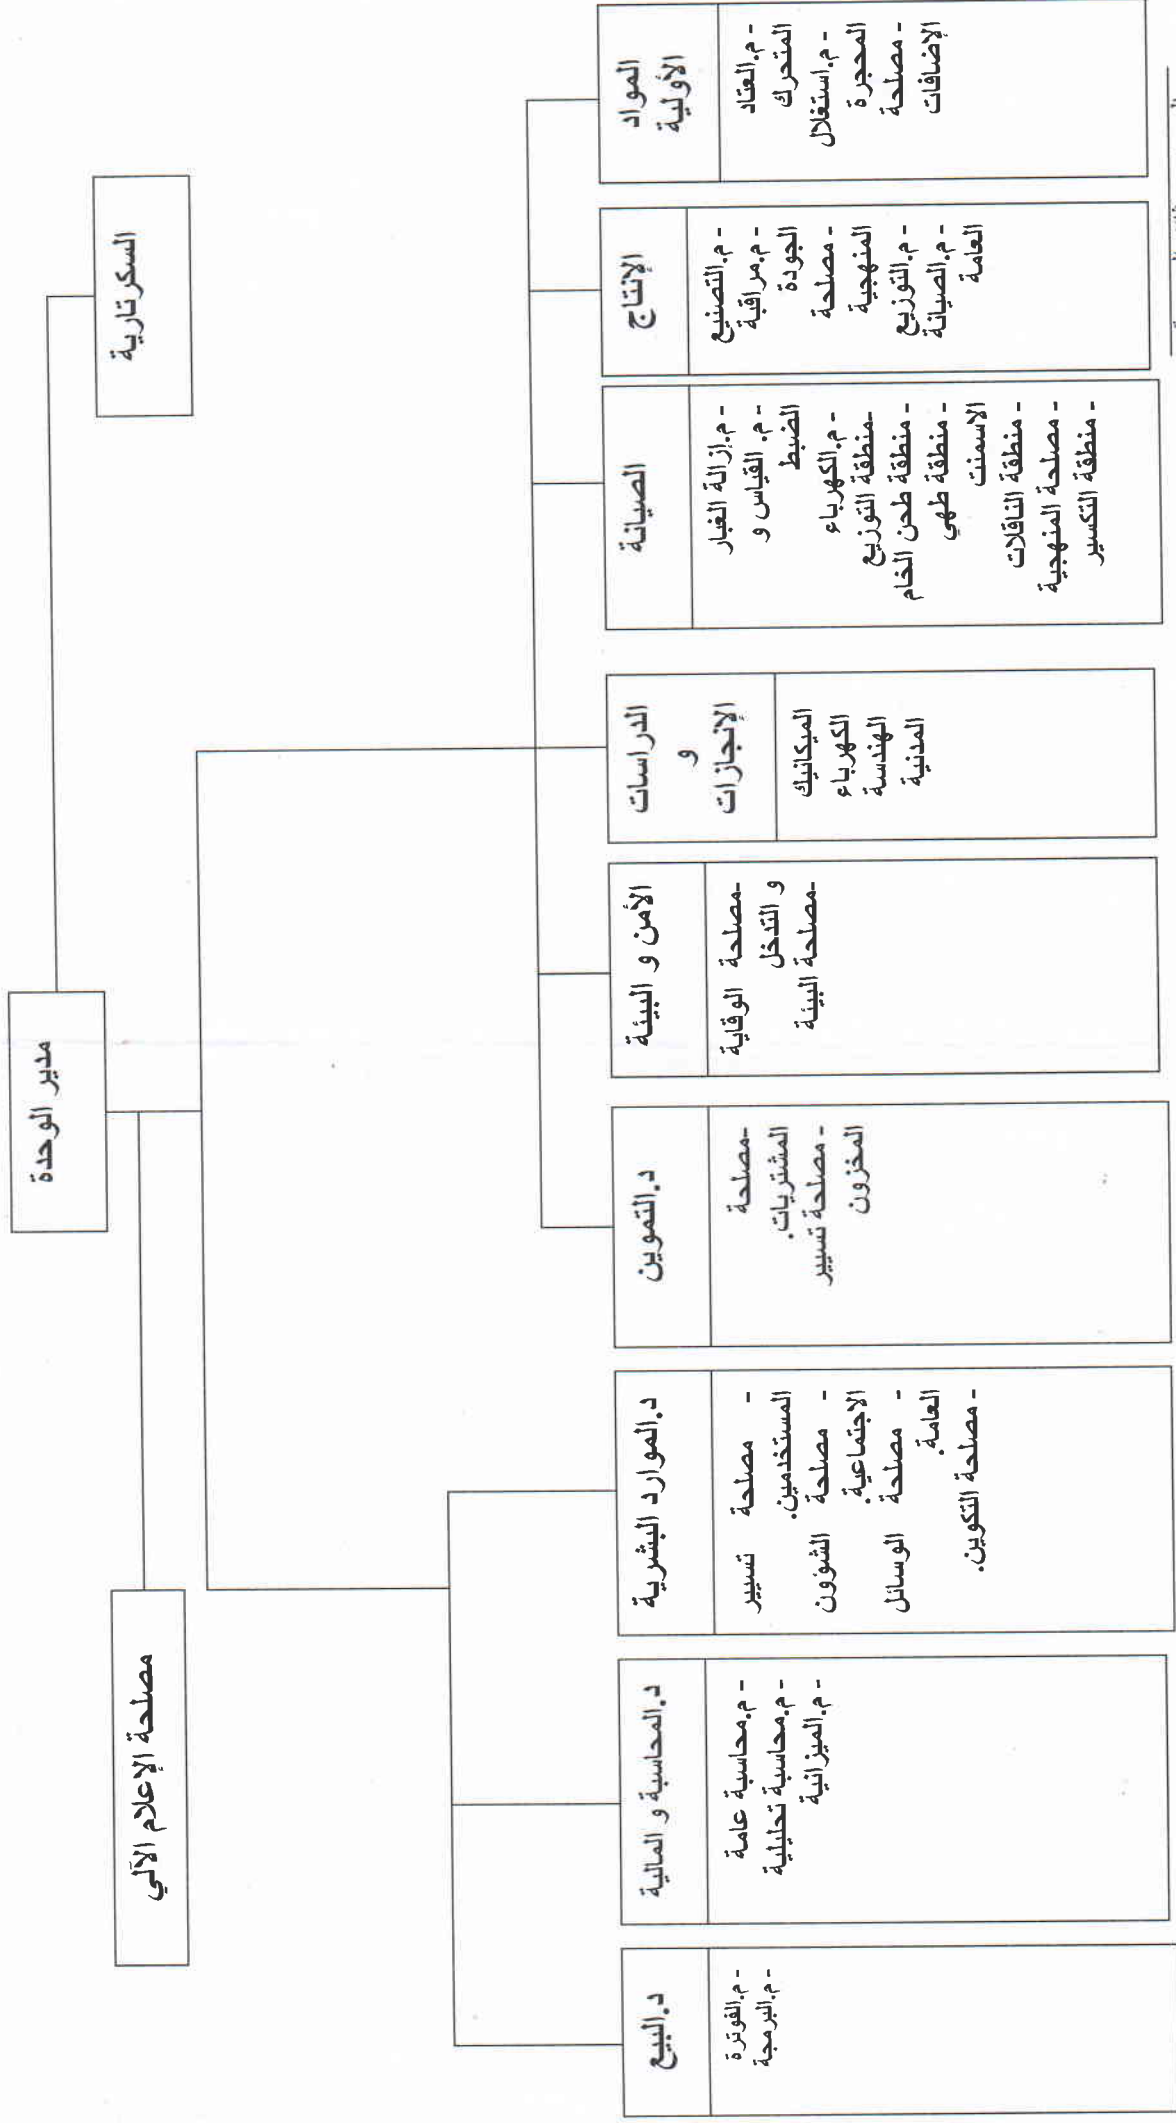 مدير الوحدة
السكرتارية
مصلحة الإعلام الآلي
المواد
الأولية
- م.العتاد
المتحرك
- م.استغلال
المحجرة
- مصلحة
الإضافات
الإنتاج
- م.التصنيع
- م.مراقبة
الجودة
- مصلحة
المنهجية
- م.التوزيع
- م.الصيانة
العامة
الصيانة
- م.إزالة الغبار
- م. القياس و
الضبط
- م.الكهرباء
-منطقة التوزيع
- منطقة طحن الخام
- منطقة طهي
الاسمنت
- منطقة الناقلات
- مصلحة المنهجية
- منطقة التكسير
الدراسات
و
الإنجازات
الميكانيك
الكهرباء
الهندسة
المدنية
الأمن و البيئة
-مصلحة الوقاية
و التدخل
-مصلحة البيئة
د.التموين
-مصلحة
المشتريات.
- مصلحة تسيير
المخزون
د.الموارد البشرية
- مصلحة تسيير
المستخدمين.
- مصلحة الشؤون
الاجتماعية.
- مصلحة الوسائل
العامة.
- مصلحة التكوين.
د.المحاسبة و المالية
- م.محاسبة عامة
- م.محاسبة تحليلية
- م.الميزانية
د.البيع
- م.الفوترة
- م.البرمجة